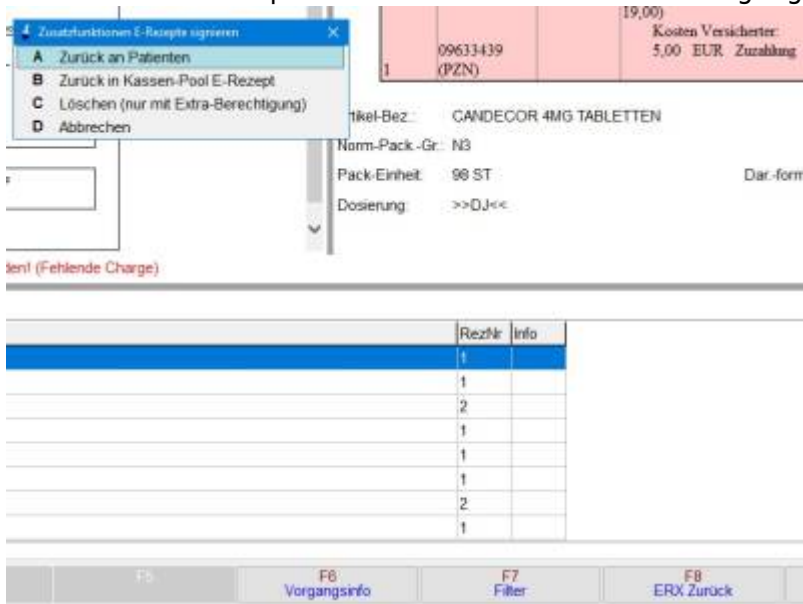 19,00)
Zusatzfunktionen E-Rezepte signieren
Kosten Versicherter:
A Zurück an Patienten
09633439
5,00 EUR Zuzahlung
1 (PZN)
B Zurück in Kassen-Pool E-Rezept
C Löschen (nur mit Extra-Berechtigung)
D Abbrechen
tikel-Bez.: CANDECOR 4MG TABLETTEN
Norm-Pack.-Gr.: N3
Pack-Einheit: 98 ST Dar.-form
Dosierung: >>DJ<<
den! (Fehlende Charge)
RezNr Info
1
1
2
1
1
1
2
1
F5 F6 F7 F8
Vorgangsinfo Filter ERX Zurück